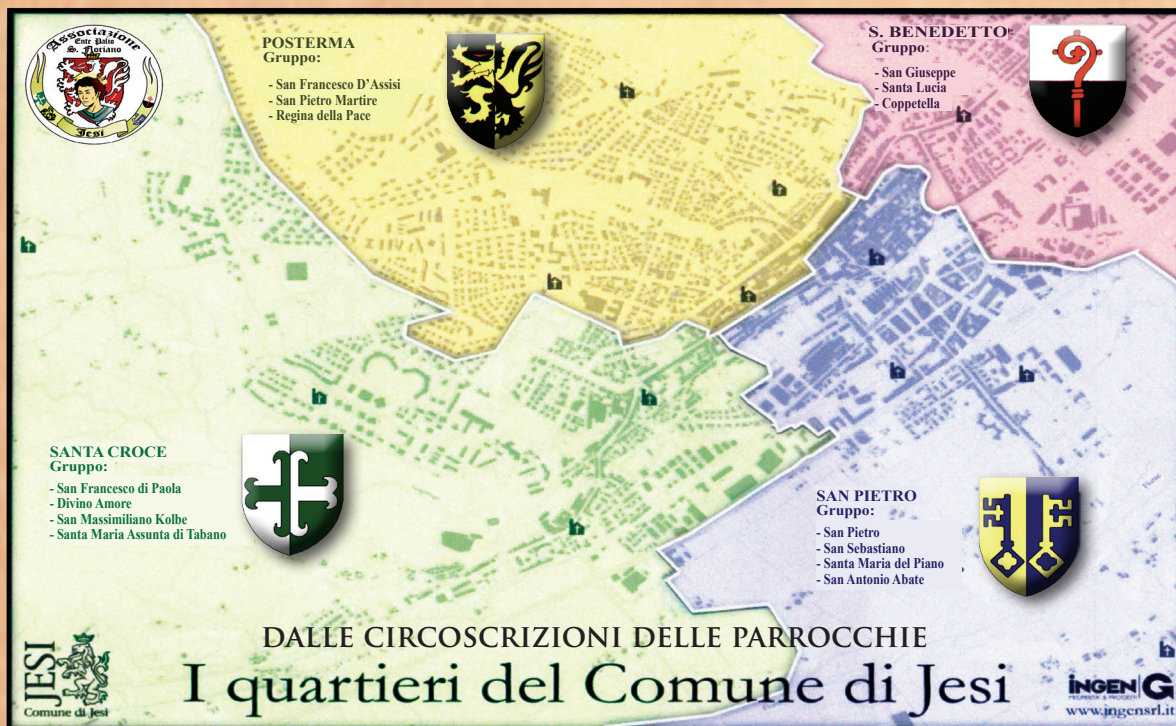 Associazione
Ente Palio
S. Floriano
Jesi
POSTERMA
Gruppo:
- San Francesco D'Assisi
- San Pietro Martire
- Regina della Pace
S. BENEDETTO
Gruppo:
- San Giuseppe
- Santa Lucia
- Coppetella
SANTA CROCE
Gruppo:
- San Francesco di Paola
- Divino Amore
- San Massimiliano Kolbe
- Santa Maria Assunta di Tabano
SAN PIETRO
Gruppo:
- San Pietro
- San Sebastiano
- Santa Maria del Piano
- San Antonio Abate
DALLE CIRCOSCRIZIONI DELLE PARROCCHIE
I quartieri del Comune di Jesi
JESI
Comune di Jesi
INGEN G
PROPERTA & PROGETTI
www.ingensrl.it